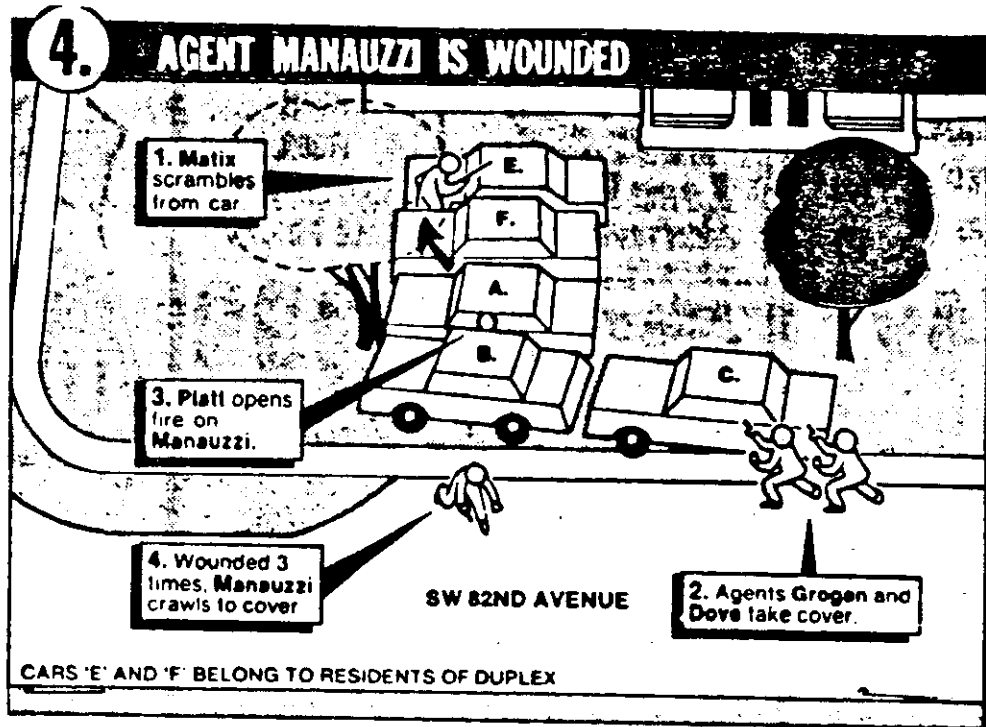 4. AGENT MANAUZZI IS WOUNDED
1. Matix
scrambles
from car.
E.
F.
A.
B.
C.
3. Platt opens
fire on
Manauzzi.
4. Wounded 3
times, Manauzzi
crawls to cover
SW 82ND AVENUE
2. Agents Grogan and
Dove take cover.
CARS 'E' AND 'F' BELONG TO RESIDENTS OF DUPLEX